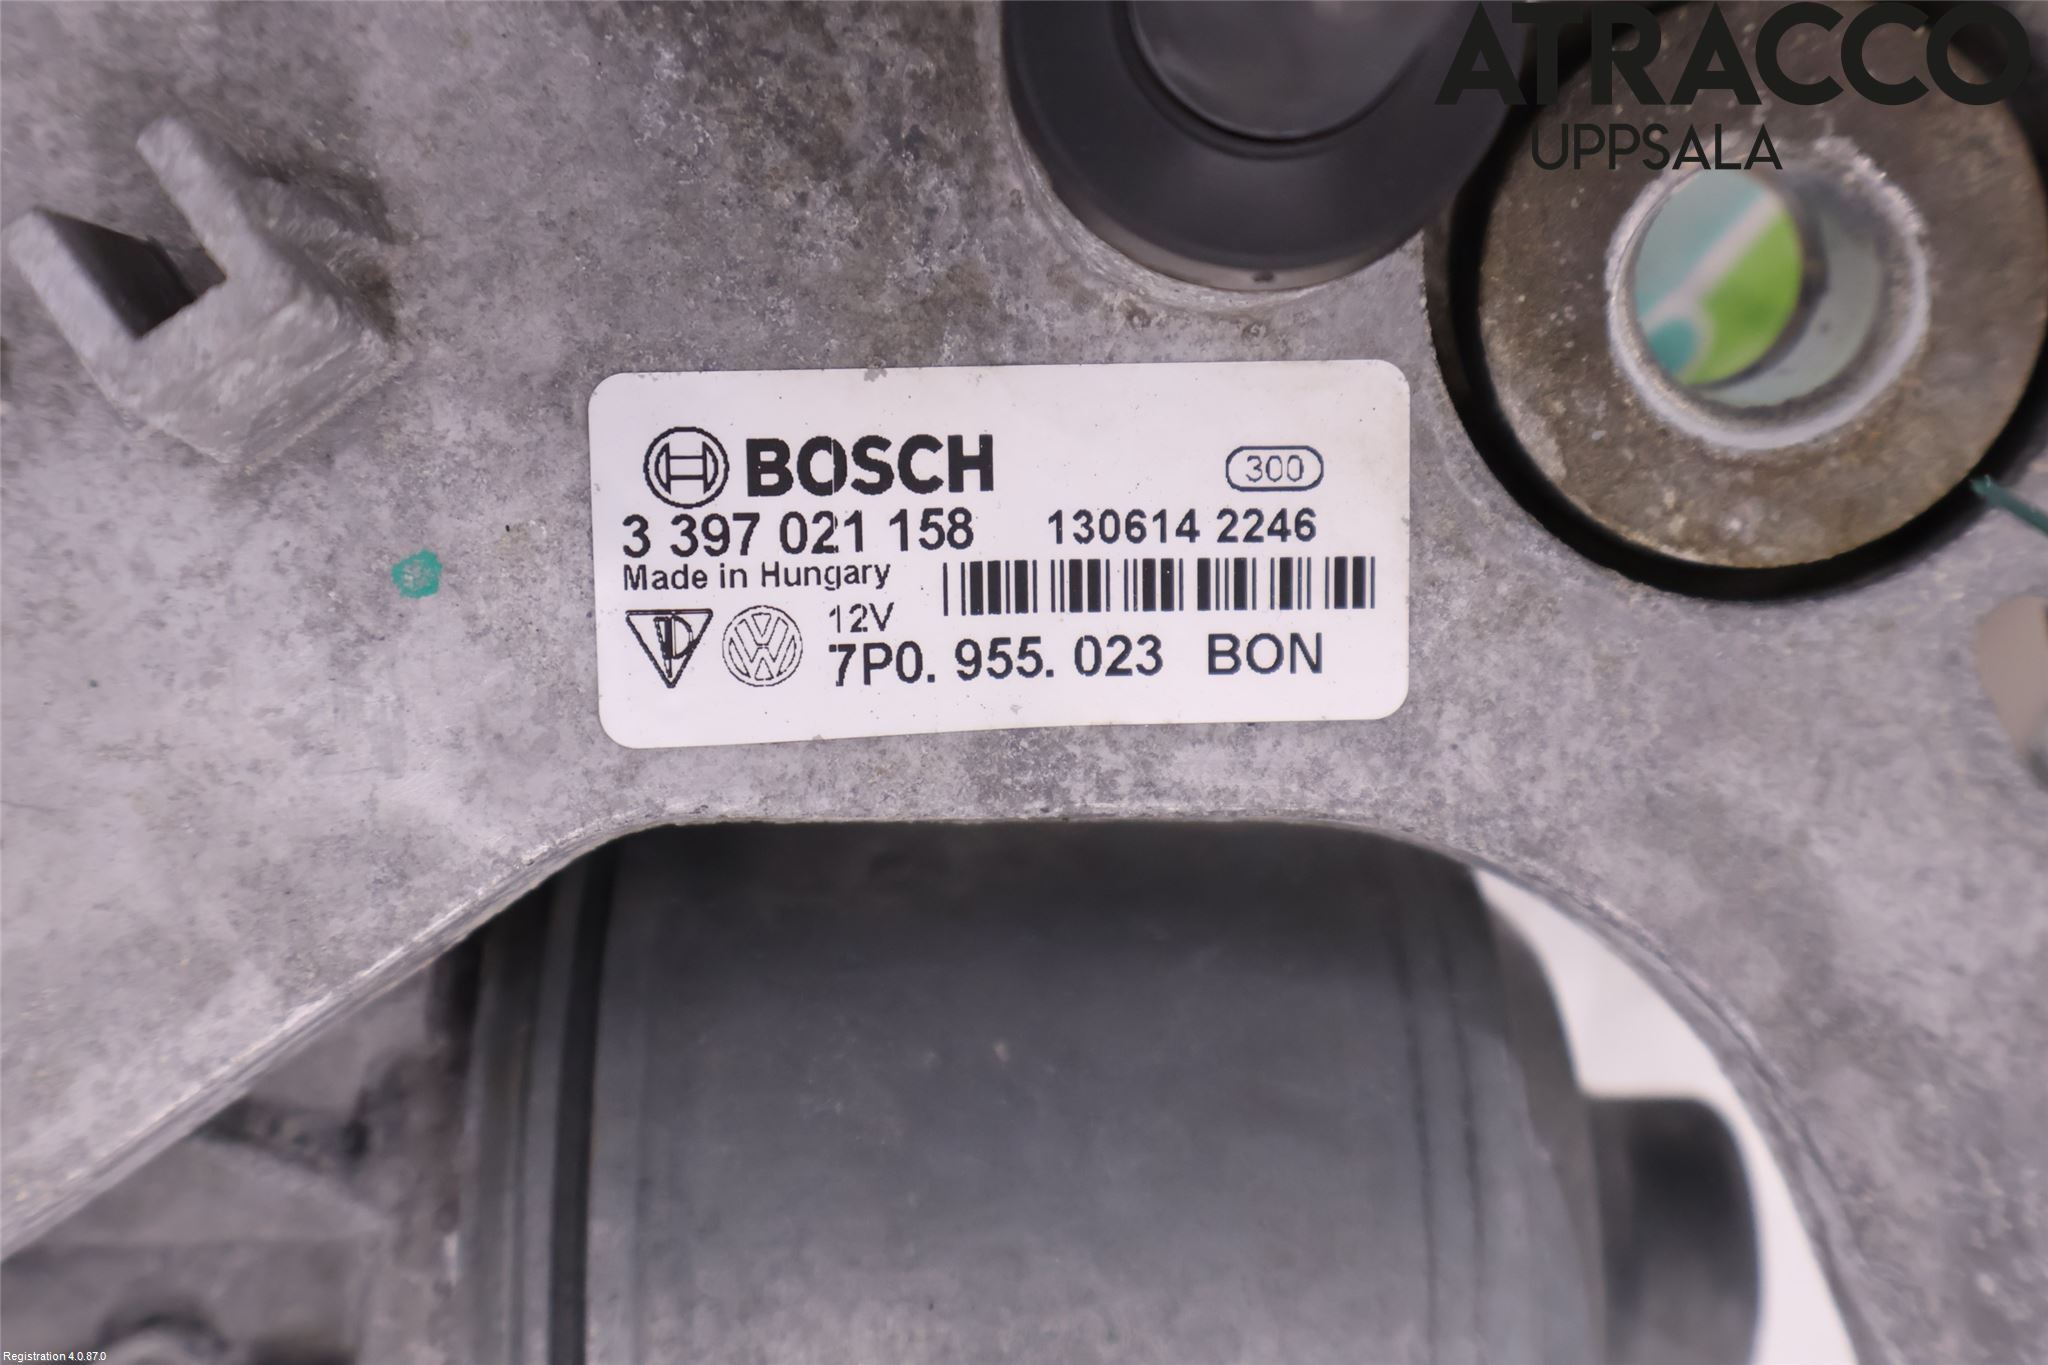 ATRACCO
UPPSALA
BOSCH
300
3 397 021 158 130614 2246
Made in Hungary
12V
7P0. 955. 023 BON
Registration 4.0.87.0